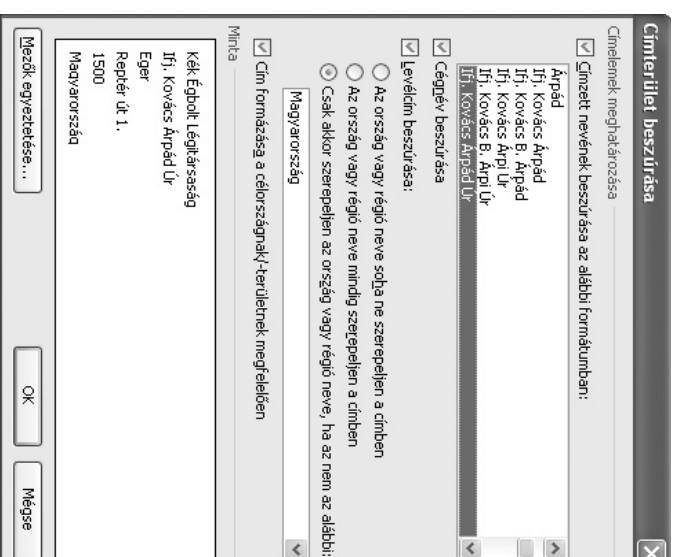 Címterület beszúrása
Címelemek meghatározása
Címzett nevének beszúrása az alábbi formátumban:
Árpád
Ifj. Kovács Árpád
Ifj. Kovács B. Árpád
Ifj. Kovács Árpi Úr
Ifj. Kovács B. Árpi Úr
Ifj. Kovács Árpád Úr
Cégnév beszúrása
Levélcím beszúrása:
Az ország vagy régió neve soha ne szerepeljen a címben
Az ország vagy régió neve mindig szerepeljen a címben
Csak akkor szerepeljen az ország vagy régió neve, ha az nem az alábbi:
Magyarország
Cím formázása a célországnak/-területnek megfelelően
Minta
Kék Égbolt Légitársaság
Ifj. Kovács Árpád Úr
Eger
Reptér út 1.
1500
Magyarország
Mezők egyeztetése...
OK
Mégse